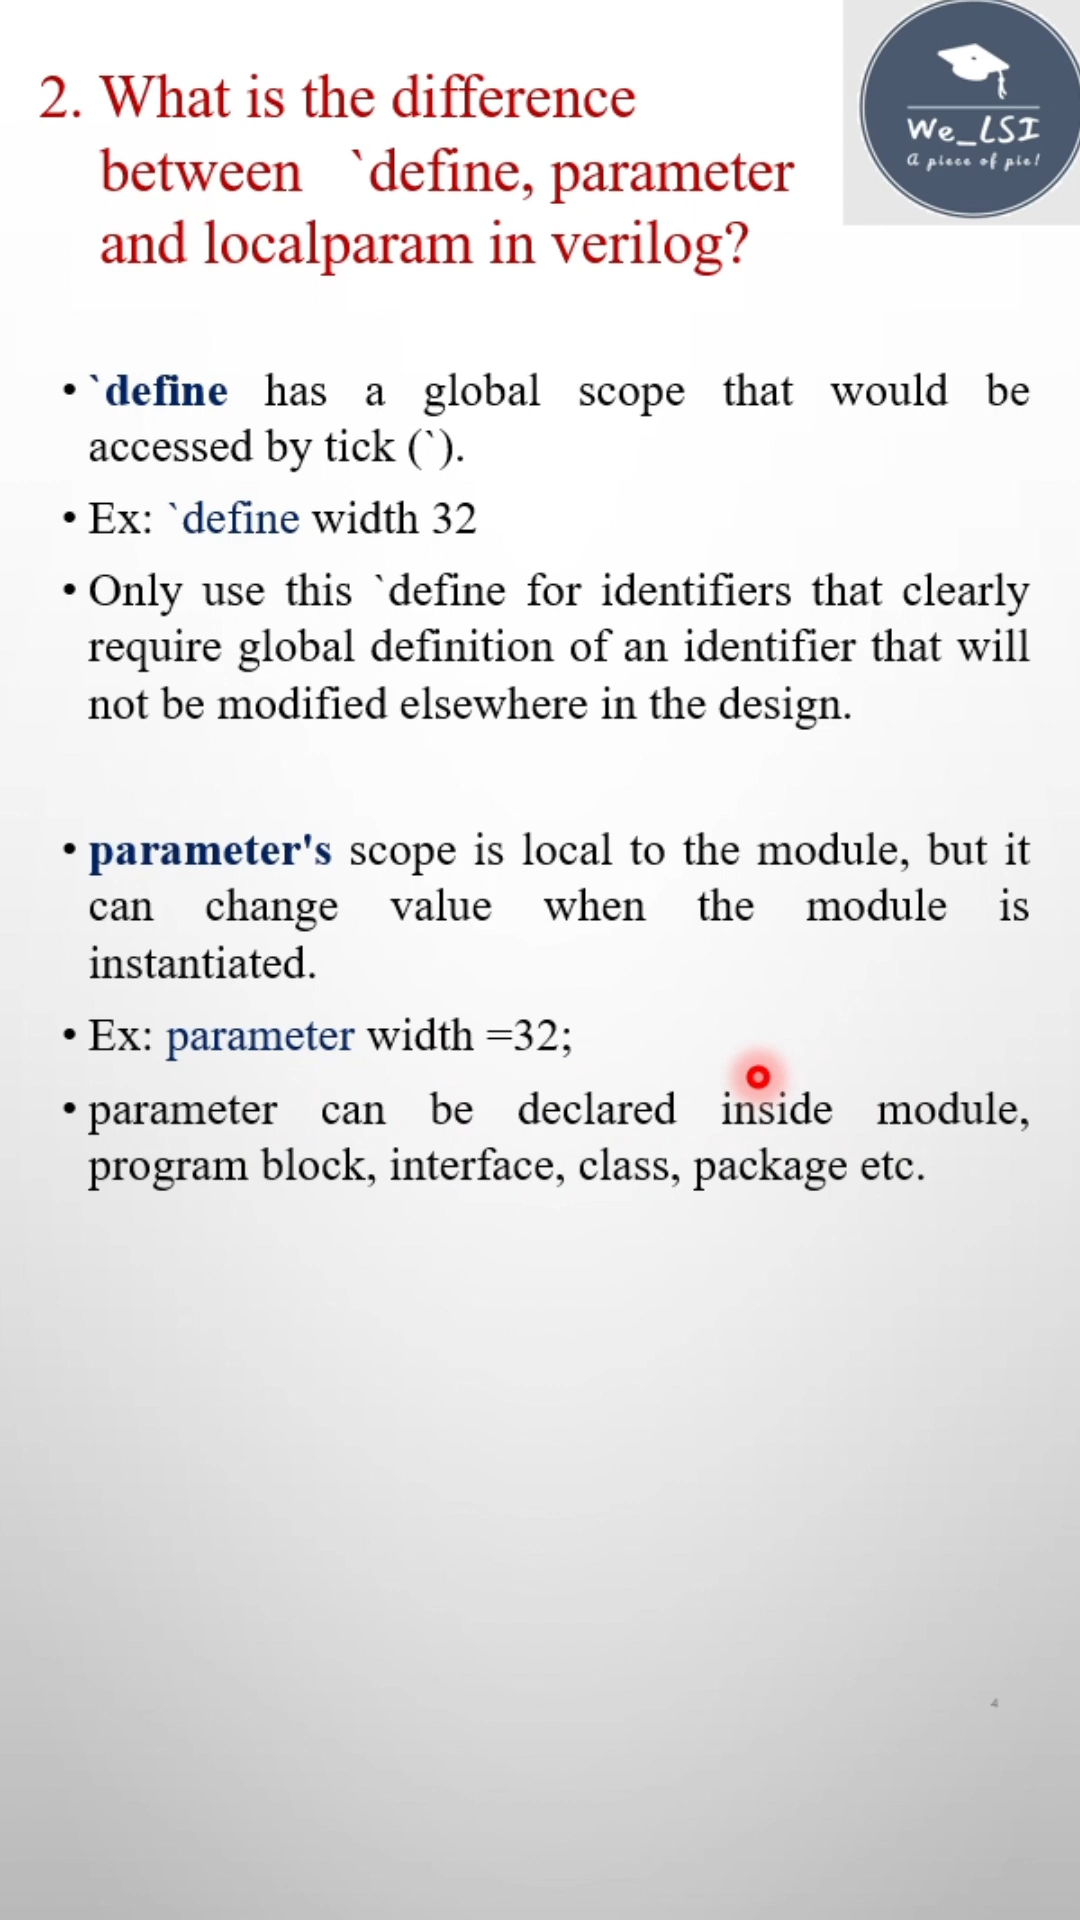 2. What is the difference
between `define, parameter
and localparam in verilog?
We_LSI
a piece of pie!
• `define has a global scope that would be
accessed by tick (`).
• Ex: `define width 32
• Only use this `define for identifiers that clearly
require global definition of an identifier that will
not be modified elsewhere in the design.
• parameter's scope is local to the module, but it
can change value when the module is
instantiated.
• Ex: parameter width =32;
• parameter can be declared inside module,
program block, interface, class, package etc.
4